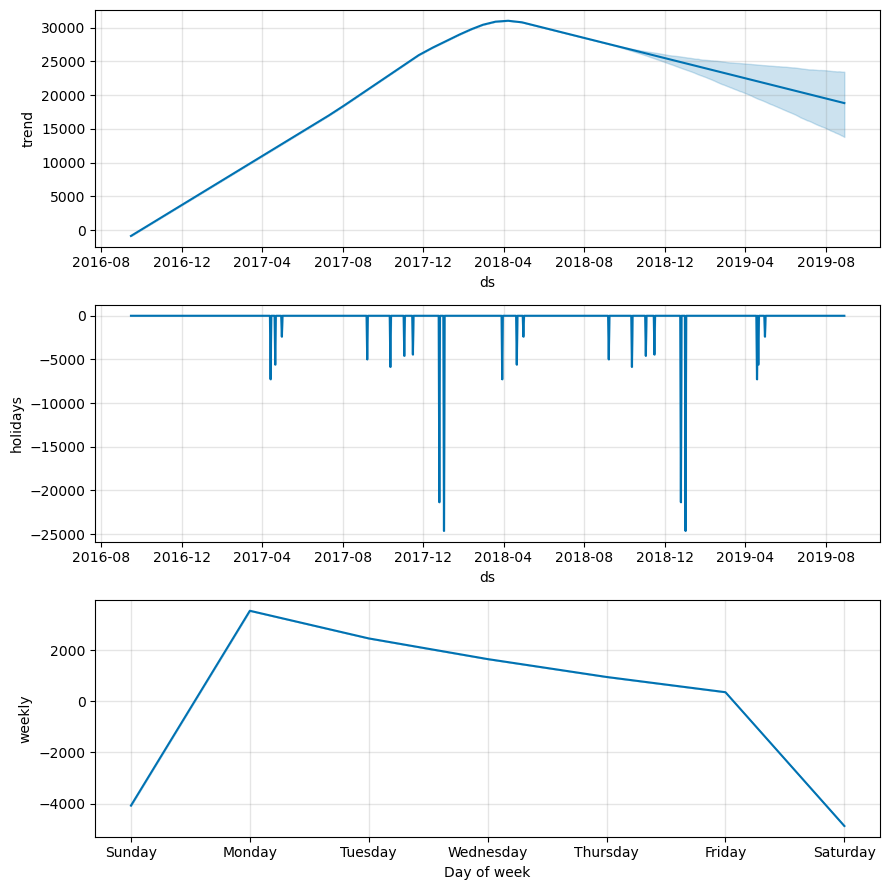 30000
25000
20000
15000
10000
5000
0
trend
2016-08 2016-12 2017-04 2017-08 2017-12 2018-04 2018-08 2018-12 2019-04 2019-08
ds
0
−5000
−10000
−15000
−20000
−25000
holidays
2016-08 2016-12 2017-04 2017-08 2017-12 2018-04 2018-08 2018-12 2019-04 2019-08
ds
2000
0
−2000
−4000
weekly
Sunday Monday Tuesday Wednesday Thursday Friday Saturday
Day of week